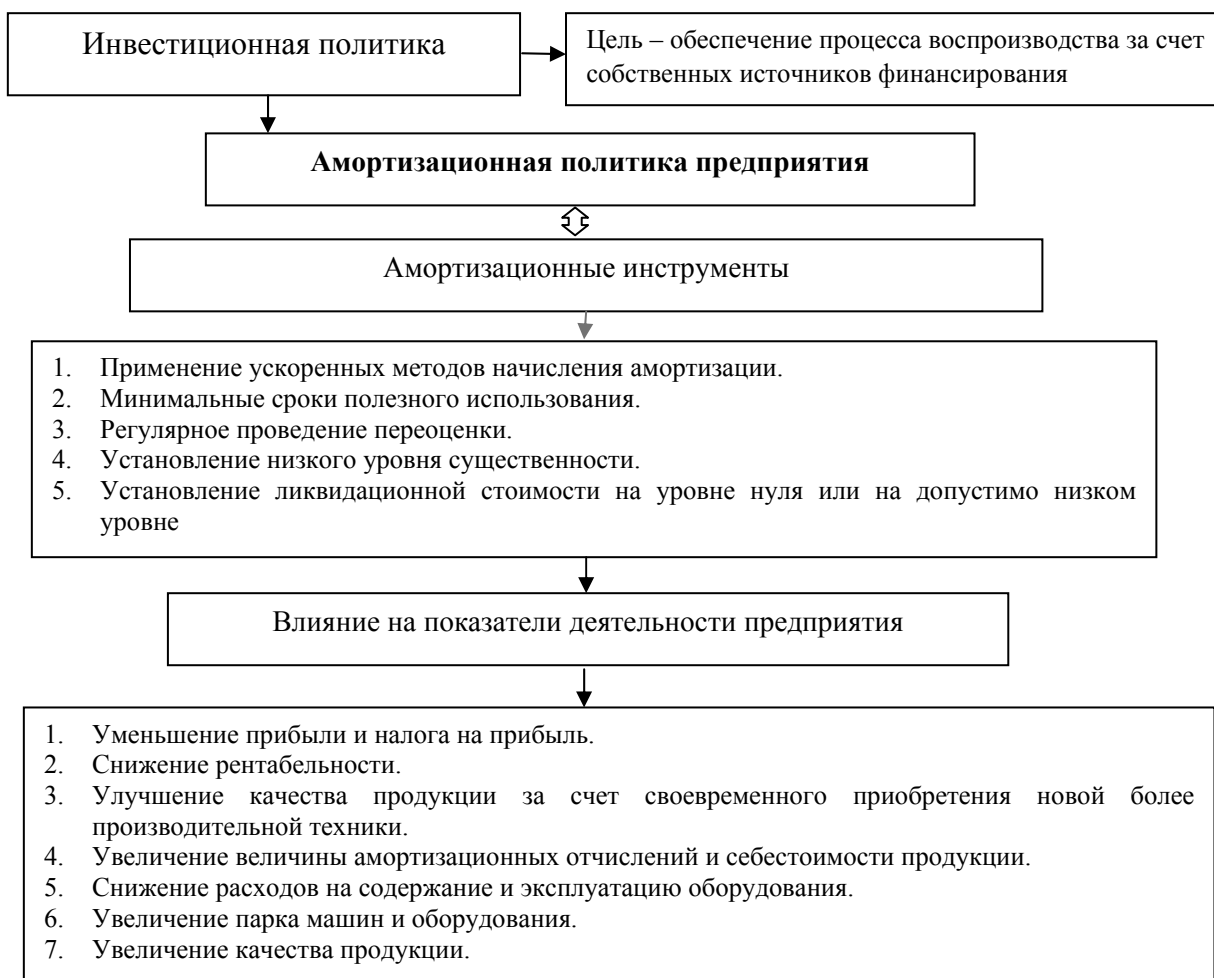 Инвестиционная политика
Цель – обеспечение процесса воспроизводства за счет
собственных источников финансирования
Амортизационная политика предприятия
Амортизационные инструменты
1. Применение ускоренных методов начисления амортизации.
2. Минимальные сроки полезного использования.
3. Регулярное проведение переоценки.
4. Установление низкого уровня существенности.
5. Установление ликвидационной стоимости на уровне нуля или на допустимо низком
уровне
Влияние на показатели деятельности предприятия
1. Уменьшение прибыли и налога на прибыль.
2. Снижение рентабельности.
3. Улучшение качества продукции за счет своевременного приобретения новой более
производительной техники.
4. Увеличение величины амортизационных отчислений и себестоимости продукции.
5. Снижение расходов на содержание и эксплуатацию оборудования.
6. Увеличение парка машин и оборудования.
7. Увеличение качества продукции.